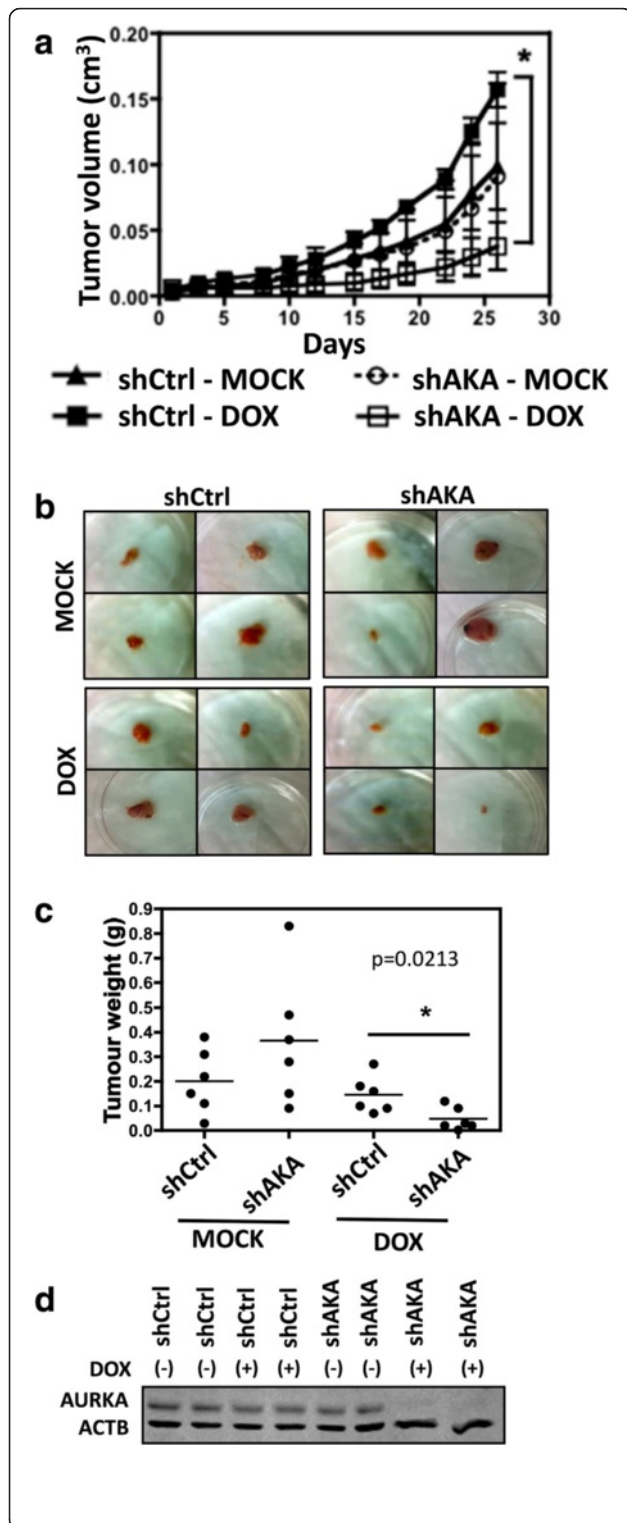 a
Tumor volume (cm³)
0.20
0.15
0.10
0.05
0.00
*
0 5 10 15 20 25 30
Days
shCtrl - MOCK shAKA - MOCK
shCtrl - DOX shAKA - DOX
b
shCtrl shAKA
MOCK
DOX
c
Tumour weight (g)
0.9
0.8
0.7
0.6
0.5
0.4
0.3
0.2
0.1
0.0
p=0.0213
*
shCtrl shAKA shCtrl shAKA
MOCK DOX
d
shCtrl shCtrl shCtrl shCtrl shAKA shAKA shAKA shAKA
DOX (-) (-) (+) (+) (-) (-) (+) (+)
AURKA
ACTB